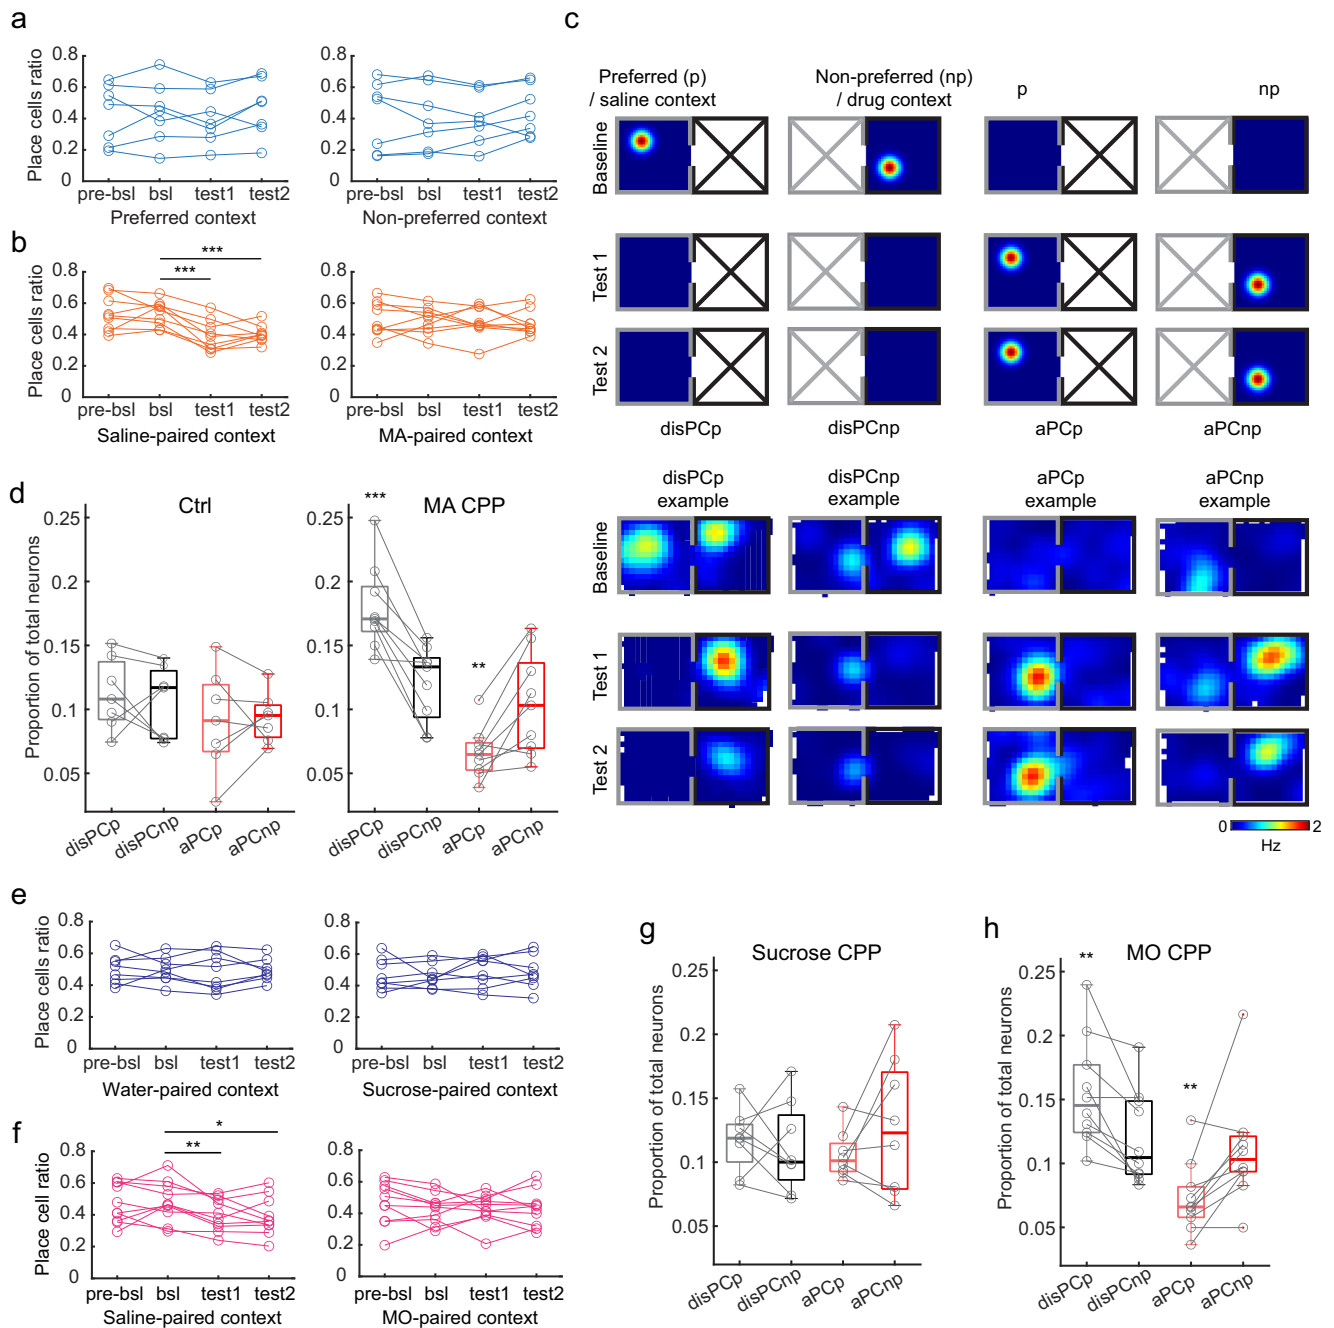 a
Place cells ratio
0.8
0.6
0.4
0.2
0
pre-bsl bsl test1 test2
Preferred context
0.8
0.6
0.4
0.2
0
pre-bsl bsl test1 test2
Non-preferred context
b
Place cells ratio
0.8
0.6
0.4
0.2
0
***
***
pre-bsl bsl test1 test2
Saline-paired context
0.8
0.6
0.4
0.2
0
pre-bsl bsl test1 test2
MA-paired context
c
Preferred (p)
/ saline context
Non-preferred (np)
/ drug context
p
np
Baseline
Test 1
Test 2
disPCp
disPCnp
aPCp
aPCnp
disPCp
example
disPCnp
example
aPCp
example
aPCnp
example
Baseline
Test 1
Test 2
0
2
Hz
d
Proportion of total neurons
Ctrl
0.25
0.2
0.15
0.1
0.05
disPCp
disPCnp
aPCp
aPCnp
MA CPP
***
**
0.25
0.2
0.15
0.1
0.05
disPCp
disPCnp
aPCp
aPCnp
e
Place cells ratio
0.8
0.6
0.4
0.2
0
pre-bsl bsl test1 test2
Water-paired context
0.8
0.6
0.4
0.2
0
pre-bsl bsl test1 test2
Sucrose-paired context
f
Place cell ratio
0.8
0.6
0.4
0.2
0
*
**
pre-bsl bsl test1 test2
Saline-paired context
0.8
0.6
0.4
0.2
0
pre-bsl bsl test1 test2
MO-paired context
g
Sucrose CPP
Proportion of total neurons
0.25
0.2
0.15
0.1
0.05
disPCp
disPCnp
aPCp
aPCnp
h
MO CPP
**
**
Proportion of total neurons
0.25
0.2
0.15
0.1
0.05
disPCp
disPCnp
aPCp
aPCnp